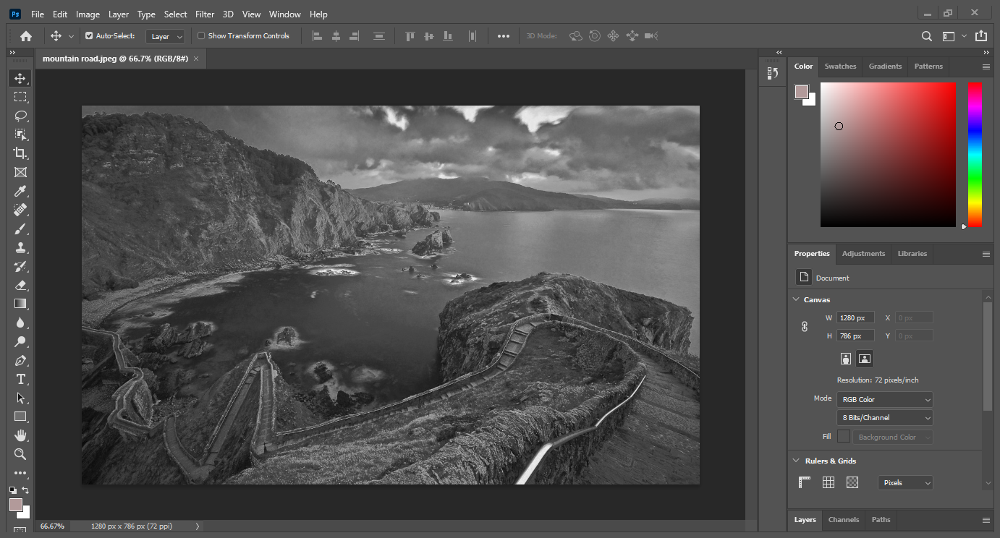 Ps File Edit Image Layer Type Select Filter 3D View Window Help
Auto-Select: Layer Show Transform Controls 3D Mode:
mountain road.jpeg @ 66.7% (RGB/8#)
Color Swatches Gradients Patterns
Properties Adjustments Libraries
Document
Canvas
W 1280 px X 0 px
H 786 px Y 0 px
Resolution: 72 pixels/inch
Mode RGB Color
8 Bits/Channel
Fill Background Color
Rulers & Grids
Pixels
Layers Channels Paths
66.67% 1280 px x 786 px (72 ppi)